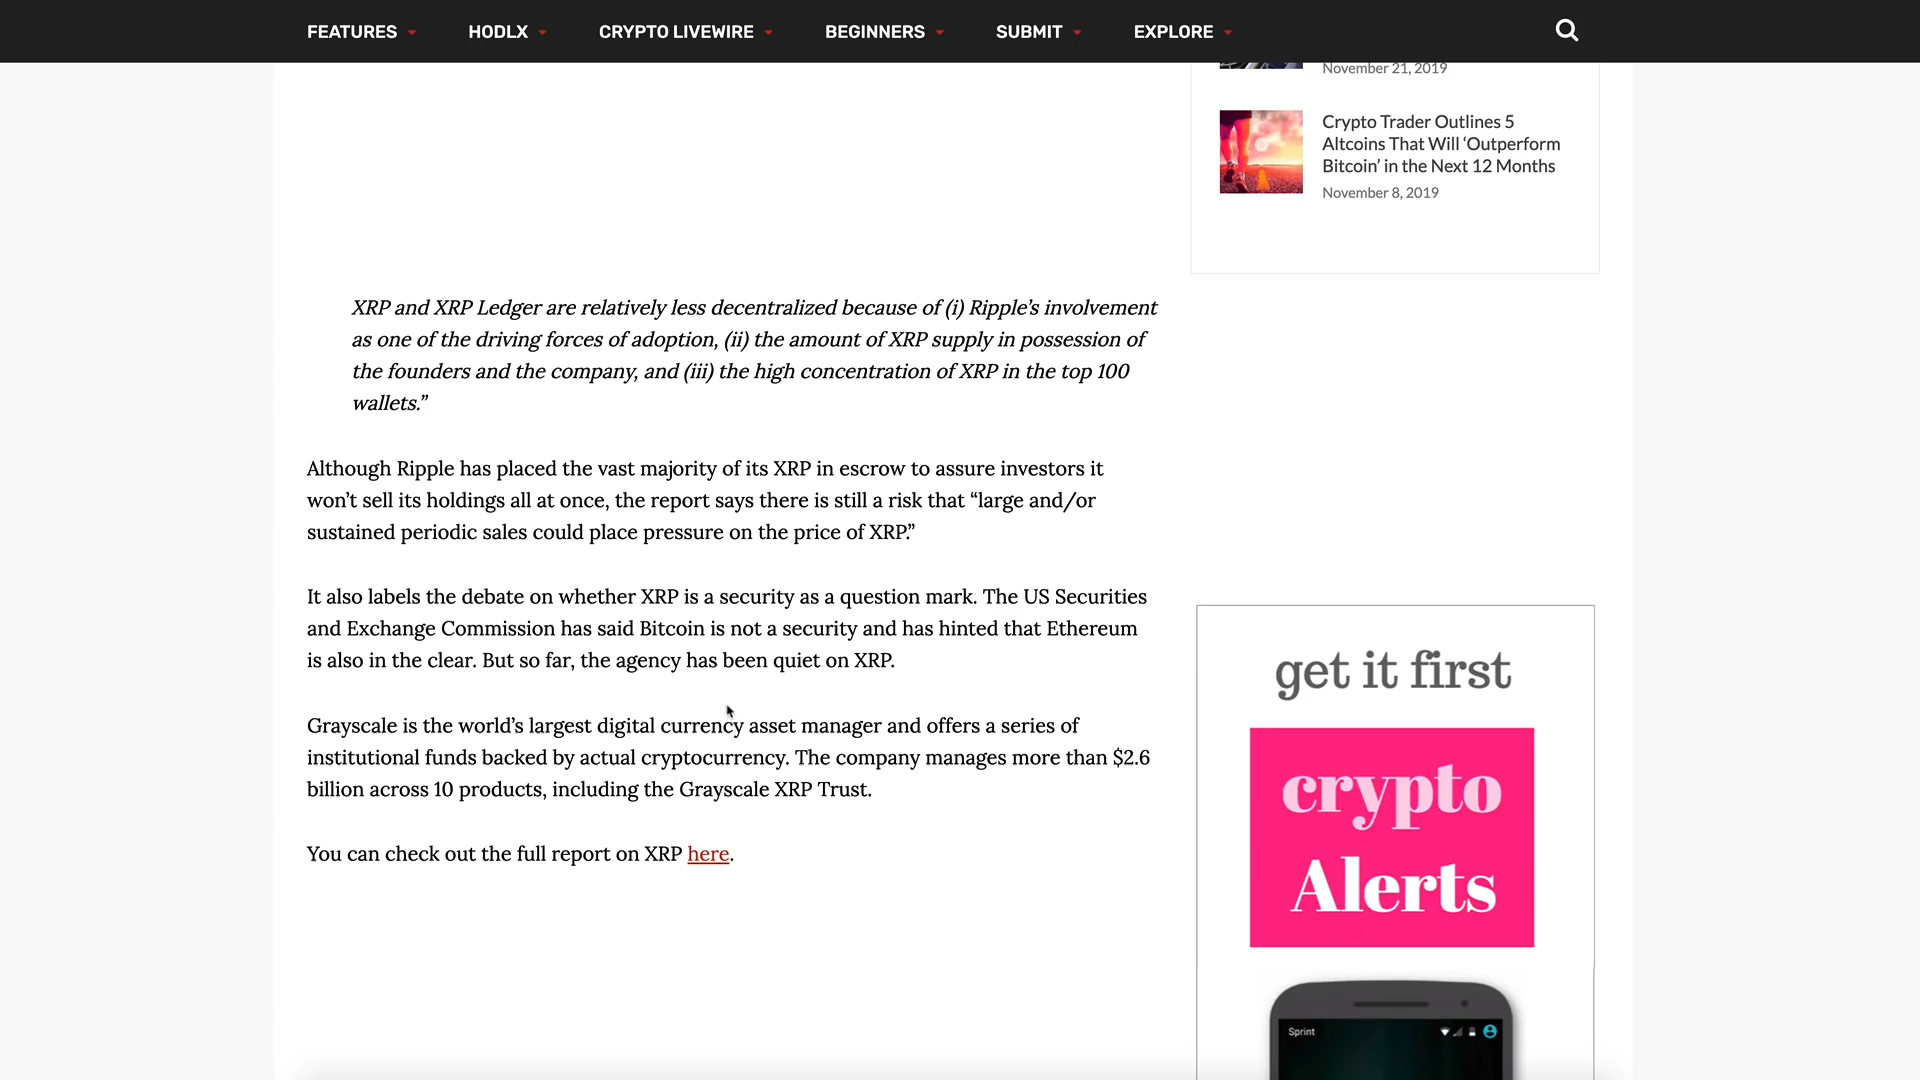 FEATURES HODLX CRYPTO LIVEWIRE BEGINNERS SUBMIT EXPLORE
November 21, 2019
Crypto Trader Outlines 5
Altcoins That Will ‘Outperform
Bitcoin’ in the Next 12 Months
November 8, 2019
XRP and XRP Ledger are relatively less decentralized because of (i) Ripple’s involvement
as one of the driving forces of adoption, (ii) the amount of XRP supply in possession of
the founders and the company, and (iii) the high concentration of XRP in the top 100
wallets.”
Although Ripple has placed the vast majority of its XRP in escrow to assure investors it
won’t sell its holdings all at once, the report says there is still a risk that “large and/or
sustained periodic sales could place pressure on the price of XRP.”
It also labels the debate on whether XRP is a security as a question mark. The US Securities
and Exchange Commission has said Bitcoin is not a security and has hinted that Ethereum
is also in the clear. But so far, the agency has been quiet on XRP.
Grayscale is the world’s largest digital currency asset manager and offers a series of
institutional funds backed by actual cryptocurrency. The company manages more than $2.6
billion across 10 products, including the Grayscale XRP Trust.
You can check out the full report on XRP here.
get it first
crypto
Alerts
Sprint